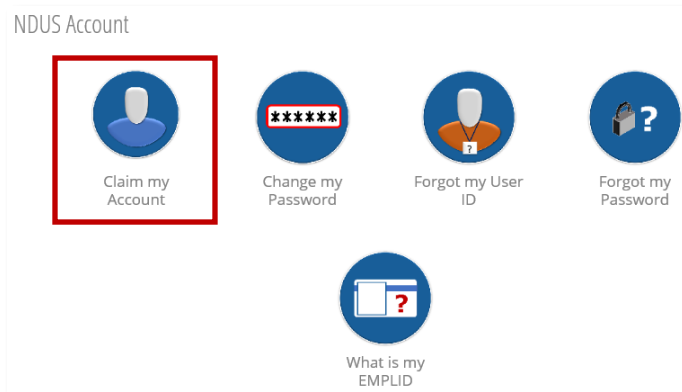 NDUS Account
Claim my
Account
******
Change my
Password
?
Forgot my User
ID
?
Forgot my
Password
?
What is my
EMPLID